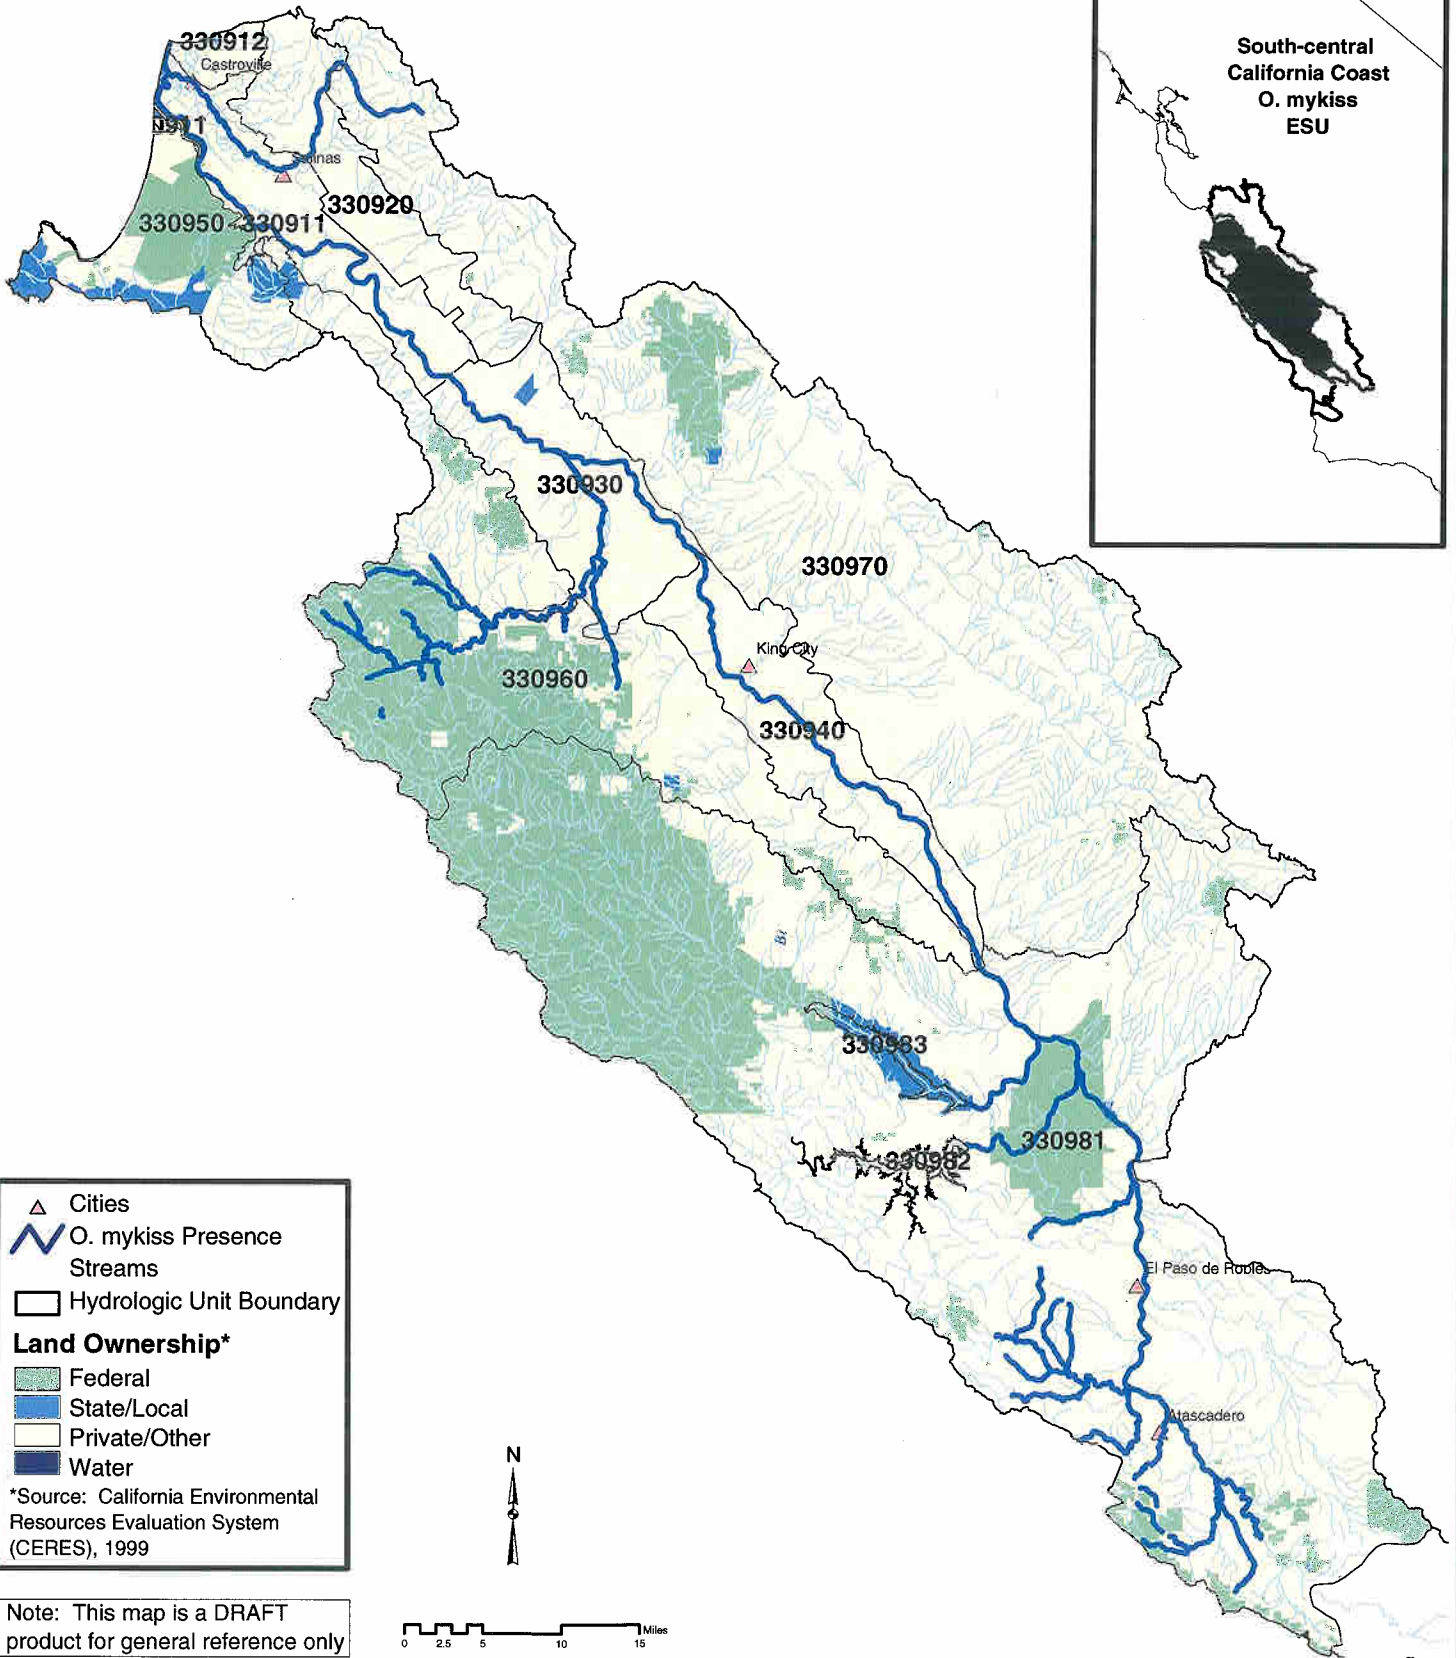 South-central
California Coast
O. mykiss
ESU
330912
Castroville
Salinas
330920
330950
330911
330930
330970
King City
330960
330940
330983
330981
330982
El Paso de Robles
Atascadero
Cities
O. mykiss Presence
Streams
Hydrologic Unit Boundary
Land Ownership*
Federal
State/Local
Private/Other
Water
*Source: California Environmental
Resources Evaluation System
(CERES), 1999
N
Note: This map is a DRAFT
product for general reference only
0 2.5 5 10 15 Miles